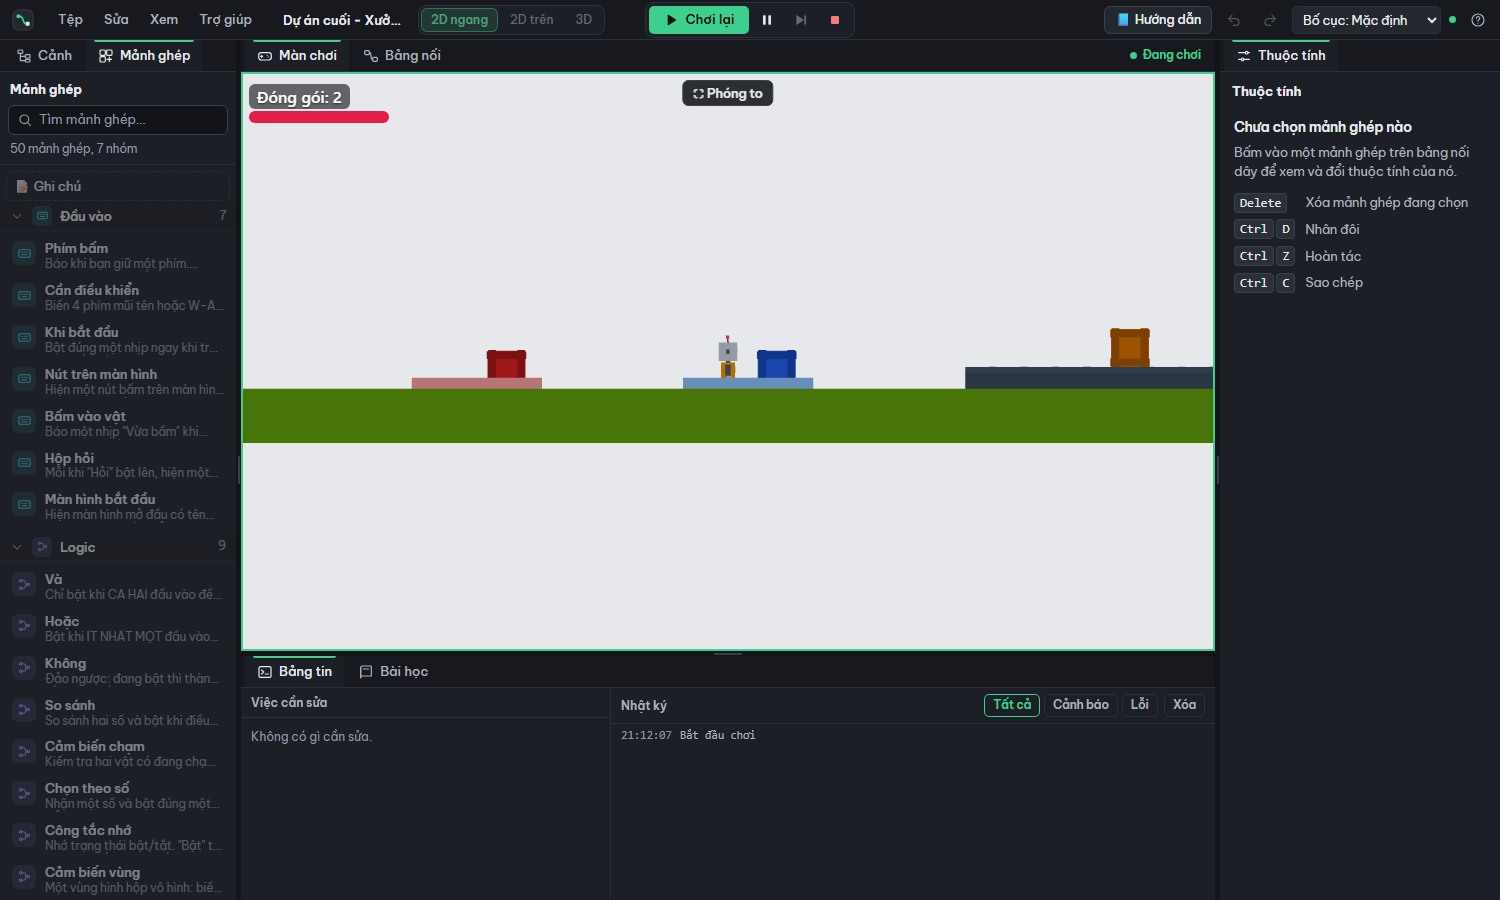 Tệp
Sửa
Xem
Trợ giúp
Dự án cuối - Xưở...
2D ngang
2D trên
3D
Chơi lại
Hướng dẫn
Bố cục: Mặc định
Cảnh
Mảnh ghép
Màn chơi
Bảng nối
Đang chơi
Thuộc tính
Mảnh ghép
Tìm mảnh ghép...
50 mảnh ghép, 7 nhóm
Ghi chú
Đầu vào
7
Phím bấm
Báo khi bạn giữ một phím....
Cần điều khiển
Biến 4 phím mũi tên hoặc W-A...
Khi bắt đầu
Bật đúng một nhịp ngay khi tr...
Nút trên màn hình
Hiện một nút bấm trên màn hìn...
Bấm vào vật
Báo một nhịp "Vừa bấm" khi...
Hộp hỏi
Mỗi khi "Hỏi" bật lên, hiện một...
Màn hình bắt đầu
Hiện màn hình mở đầu có tên...
Logic
9
Và
Chỉ bật khi CẢ HAI đầu vào đề...
Hoặc
Bật khi ÍT NHẤT MỘT đầu vào...
Không
Đảo ngược: đang bật thì thàn...
So sánh
So sánh hai số và bật khi điều...
Cảm biến chạm
Kiểm tra hai vật có đang chạ...
Chọn theo số
Nhận một số và bật đúng một...
Công tắc nhớ
Nhớ trạng thái bật/tắt. "Bật" t...
Cảm biến vùng
Một vùng hình hộp vô hình: biế...
Đóng gói: 2
Phóng to
Bảng tin
Bài học
Việc cần sửa
Không có gì cần sửa.
Nhật ký
Tất cả
Cảnh báo
Lỗi
Xóa
21:12:07 Bắt đầu chơi
Thuộc tính
Chưa chọn mảnh ghép nào
Bấm vào một mảnh ghép trên bảng nối
dây để xem và đổi thuộc tính của nó.
Delete Xóa mảnh ghép đang chọn
Ctrl D Nhân đôi
Ctrl Z Hoàn tác
Ctrl C Sao chép